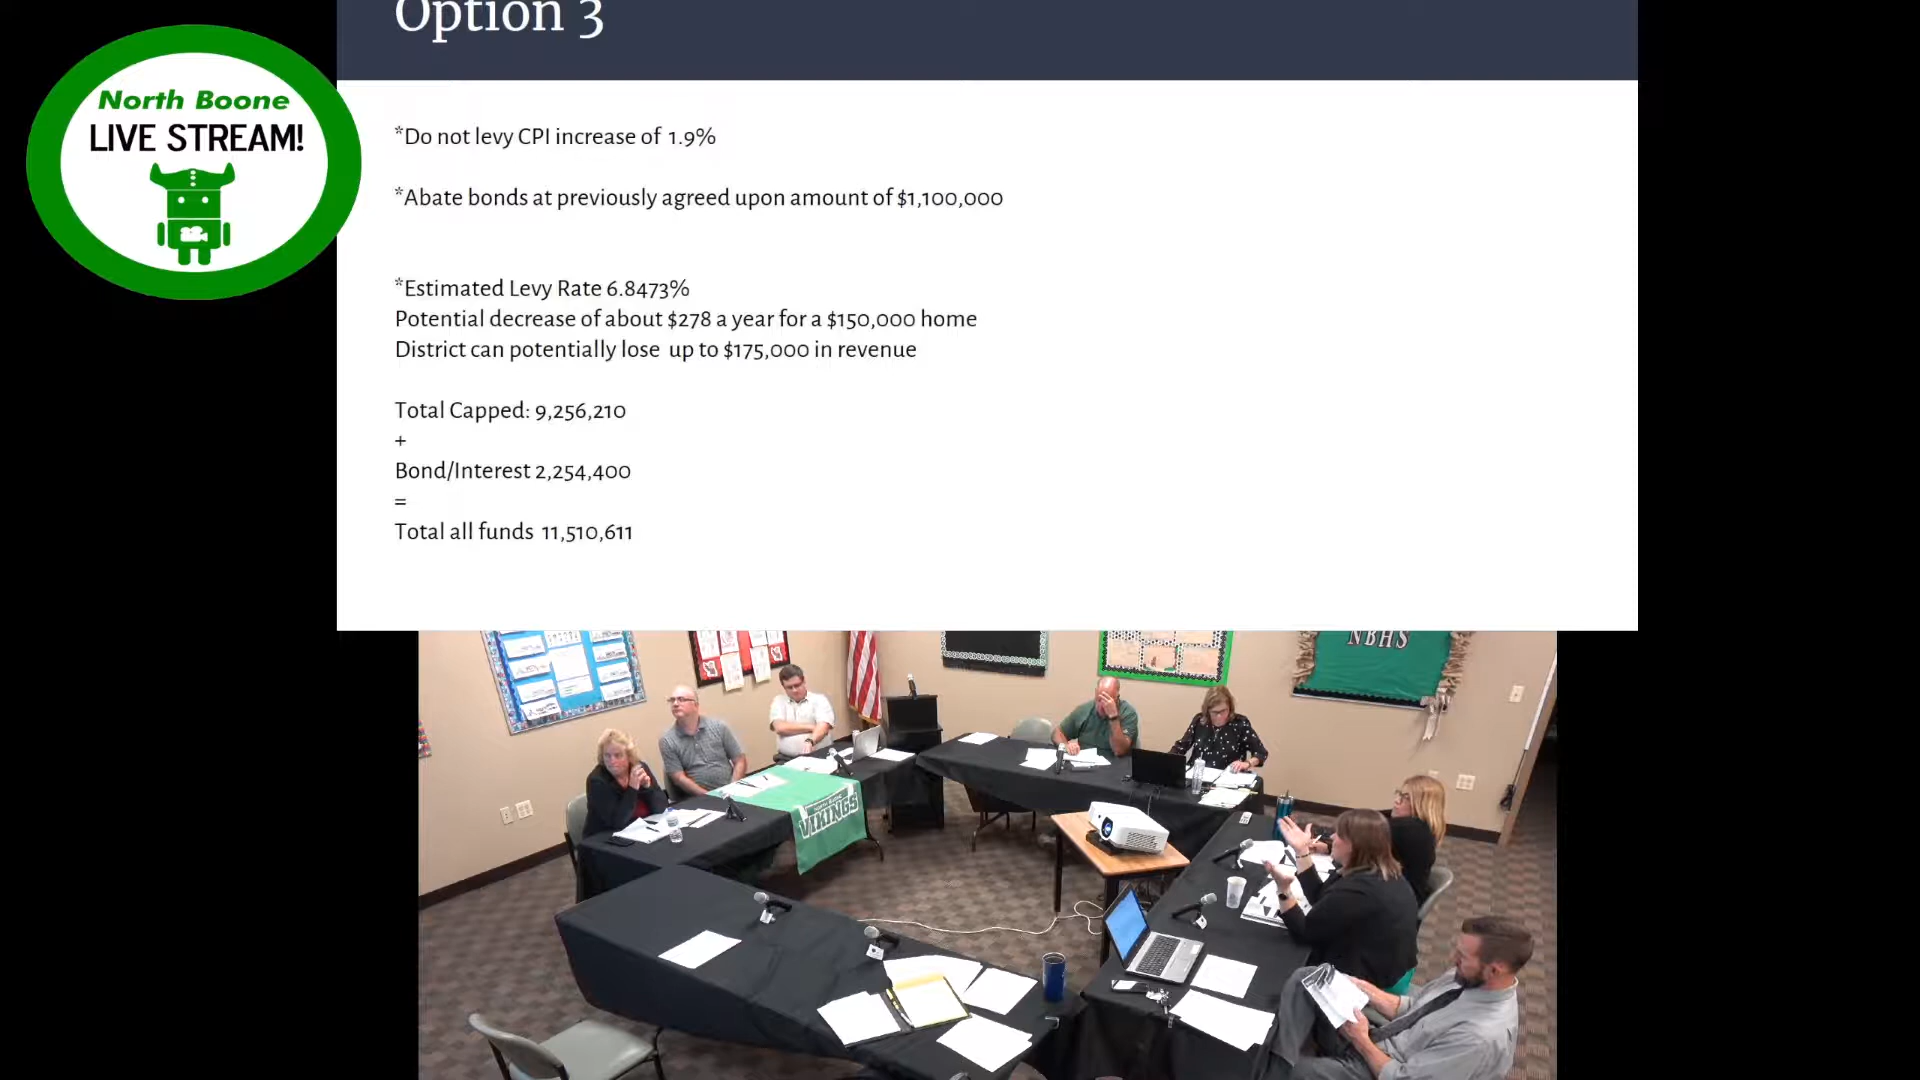 Option 3
North Boone
LIVE STREAM!
*Do not levy CPI increase of 1.9%
*Abate bonds at previously agreed upon amount of $1,100,000
*Estimated Levy Rate 6.8473%
Potential decrease of about $278 a year for a $150,000 home
District can potentially lose up to $175,000 in revenue
Total Capped: 9,256,210
+
Bond/Interest 2,254,400
=
Total all funds 11,510,611
NBHS
NORTH BOONE
VIKINGS